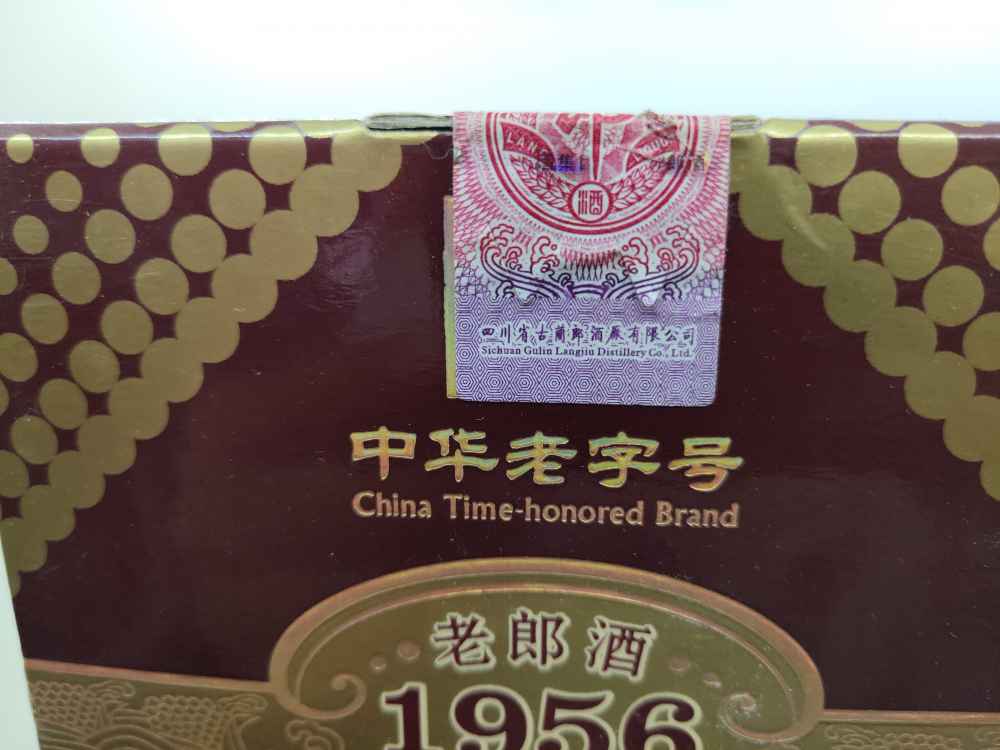 酒
四川省古蔺郎酒厂有限公司
Sichuan Gulin Langjiu Distillery Co., Ltd.
中华老字号
China Time-honored Brand
老郎酒
1956